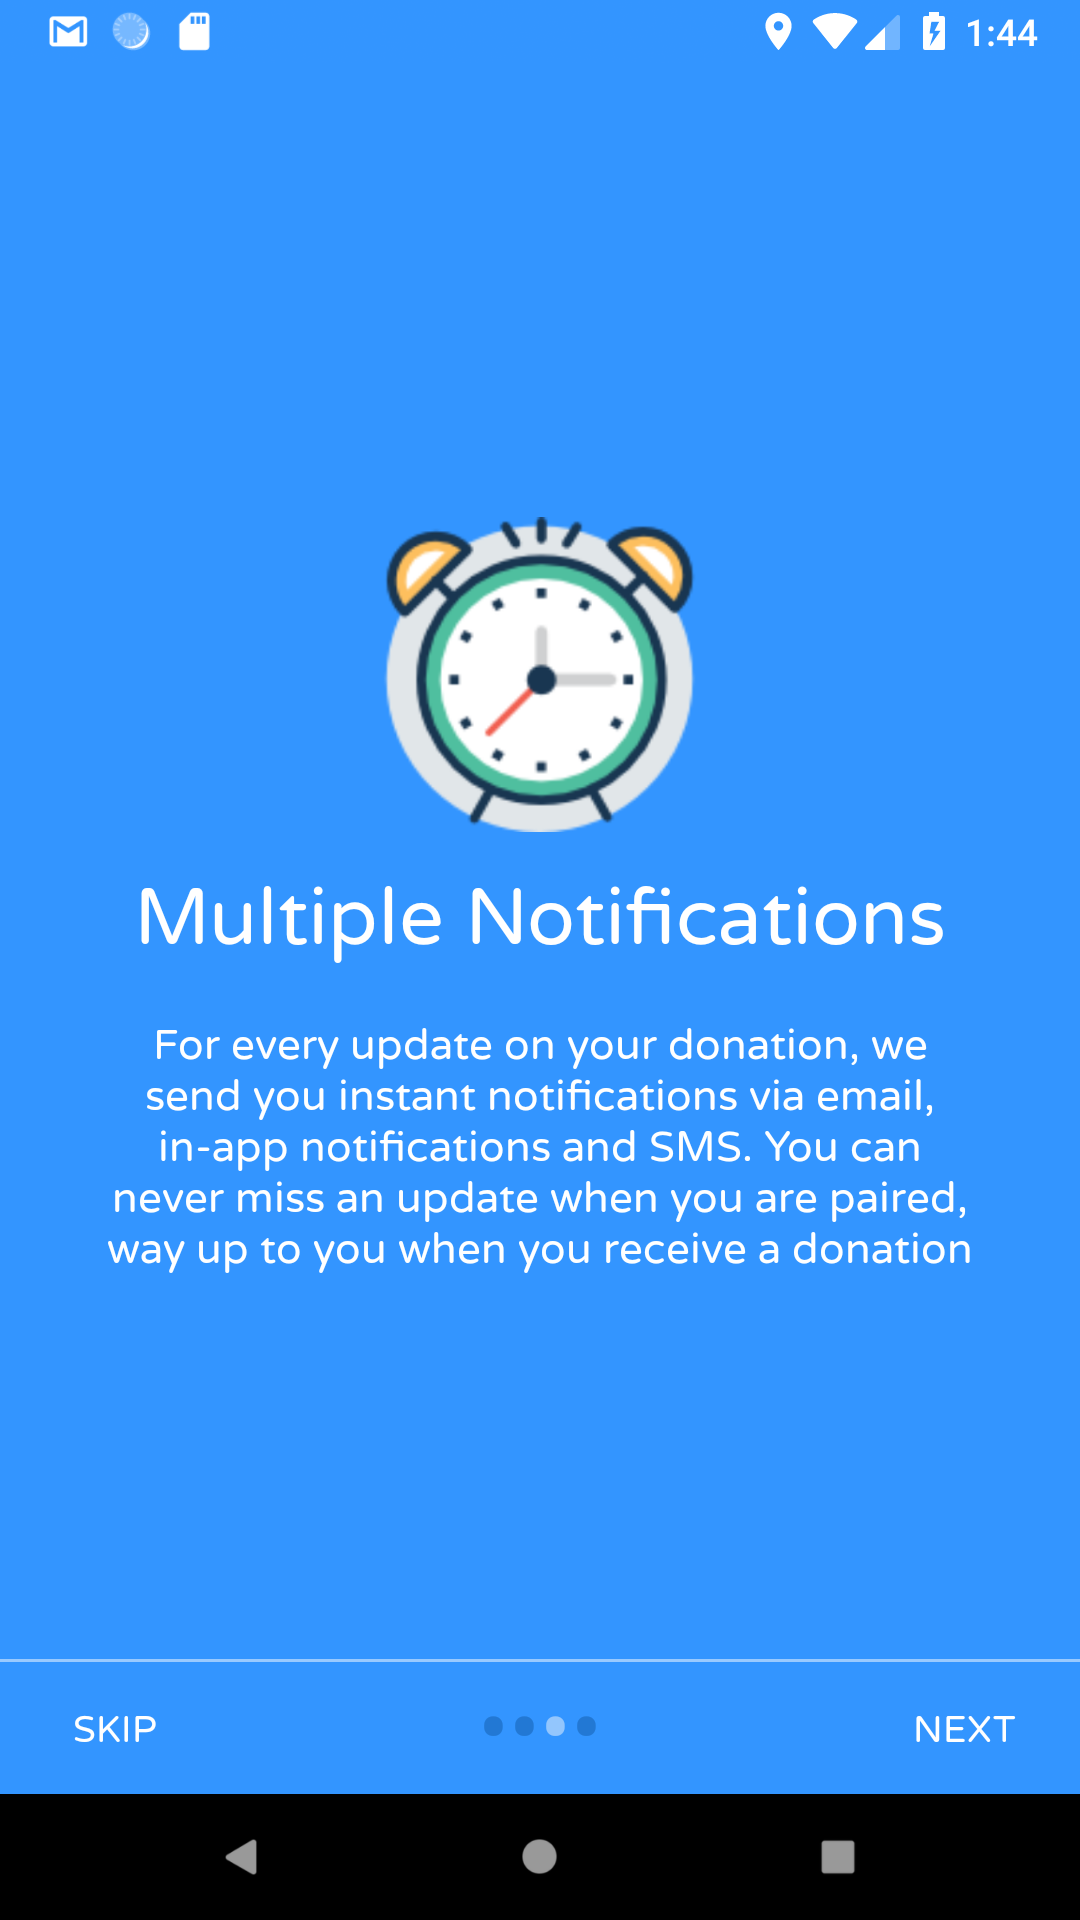 1:44
Multiple Notifications
For every update on your donation, we
send you instant notifications via email,
in-app notifications and SMS. You can
never miss an update when you are paired,
way up to you when you receive a donation
SKIP
NEXT